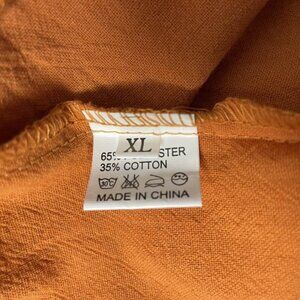 XL
65% STER
35% COTTON
MADE IN CHINA